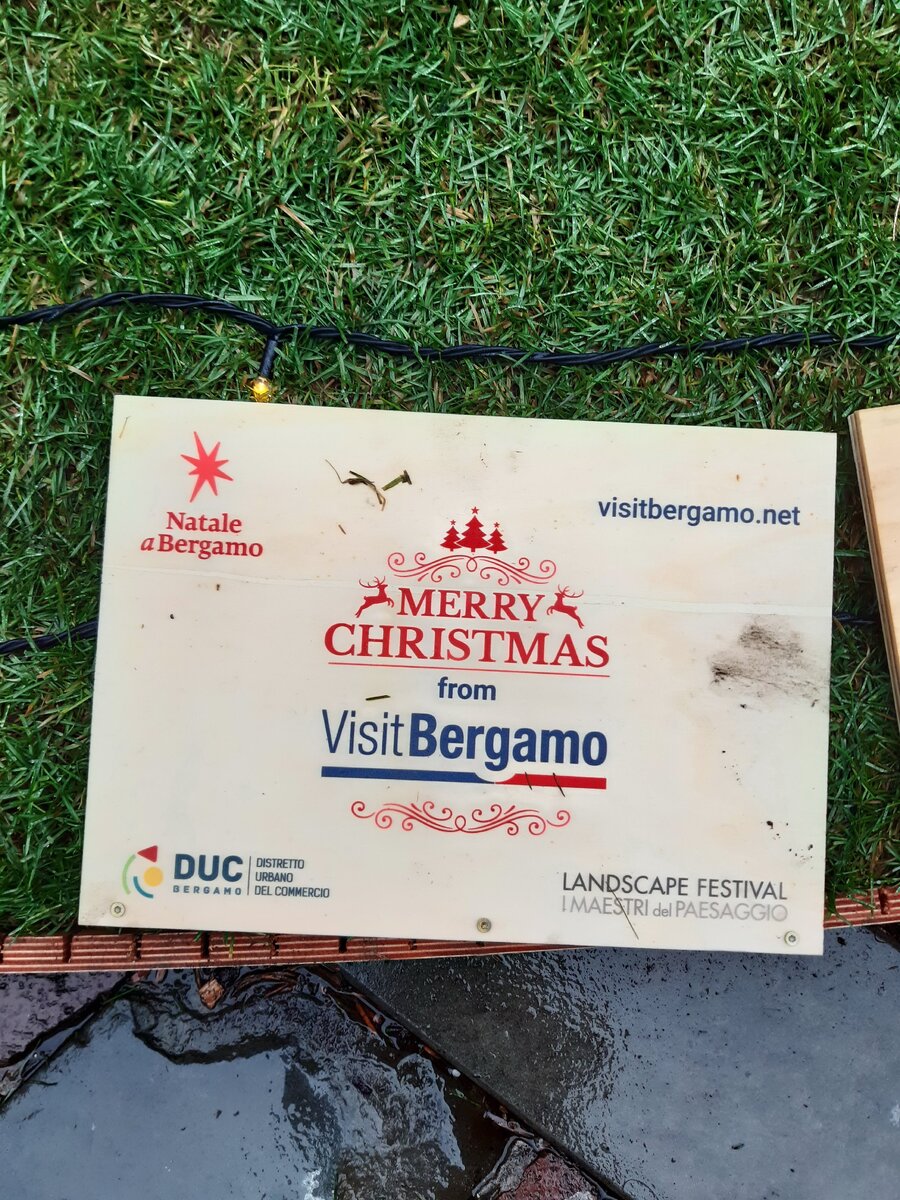 Natale
a Bergamo
visitbergamo.net
MERRY
CHRISTMAS
from
VisitBergamo
DUC
BERGAMO
DISTRETTO
URBANO
DEL COMMERCIO
LANDSCAPE FESTIVAL
I MAESTRI del PAESAGGIO